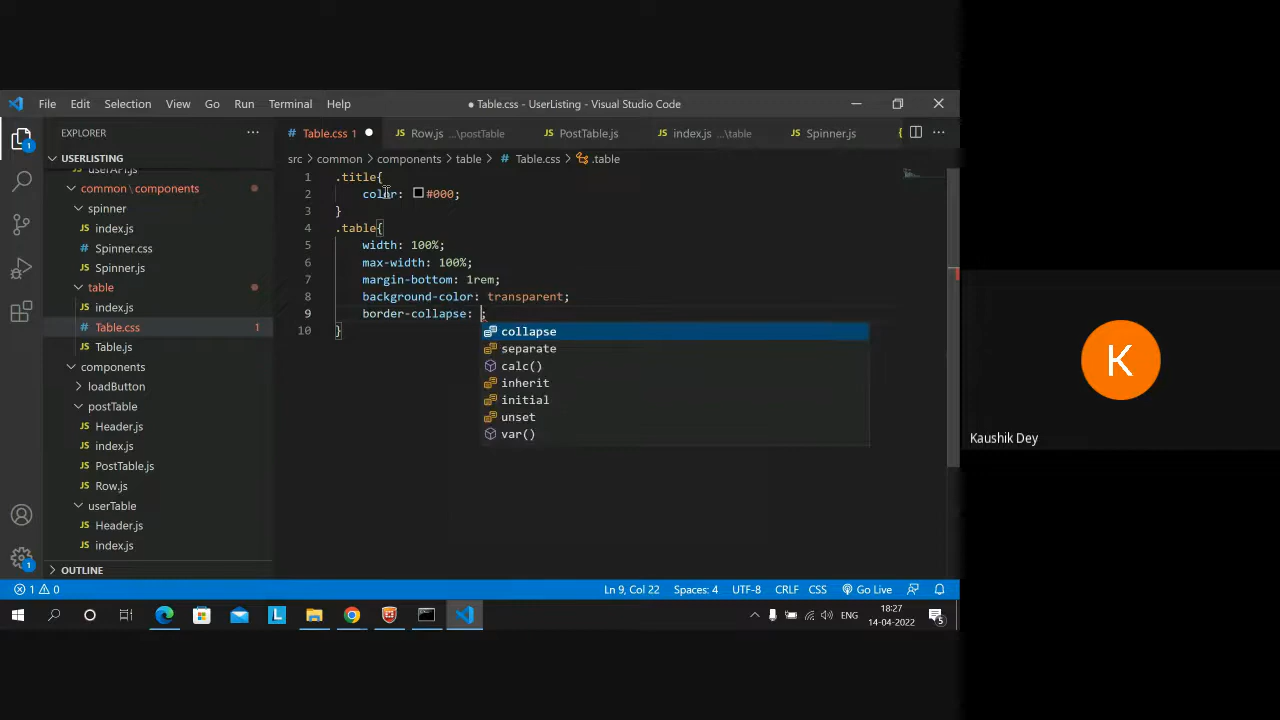 File Edit Selection View Go Run Terminal Help
● Table.css - UserListing - Visual Studio Code
EXPLORER
Table.css 1
Row.js ...\postTable
PostTable.js
index.js ...\table
Spinner.js
USERLISTING
userApi.js
common \ components
spinner
index.js
Spinner.css
Spinner.js
table
index.js
Table.css 1
Table.js
components
loadButton
postTable
Header.js
index.js
PostTable.js
Row.js
userTable
Header.js
index.js
OUTLINE
src > common > components > table > Table.css > .table
1 .title{
2 color: #000;
3 }
4 .table{
5 width: 100%;
6 max-width: 100%;
7 margin-bottom: 1rem;
8 background-color: transparent;
9 border-collapse: ;
10 }
collapse
separate
calc()
inherit
initial
unset
var()
1 0
Ln 9, Col 22 Spaces: 4 UTF-8 CRLF CSS Go Live
ENG
18:27
14-04-2022
5
K
Kaushik Dey